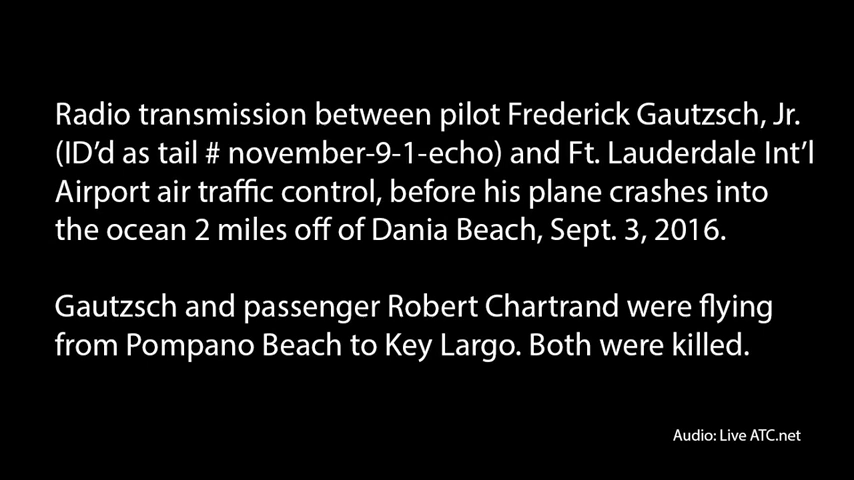 Radio transmission between pilot Frederick Gautzsch, Jr.
(ID’d as tail # november-9-1-echo) and Ft. Lauderdale Int’l
Airport air traffic control, before his plane crashes into
the ocean 2 miles off of Dania Beach, Sept. 3, 2016.
Gautzsch and passenger Robert Chartrand were flying
from Pompano Beach to Key Largo. Both were killed.
Audio: Live ATC.net